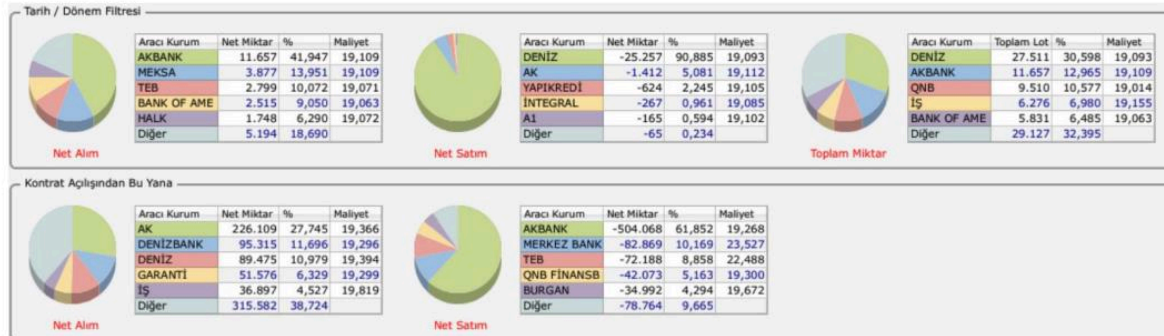 Tarih / Dönem Filtresi
Aracı Kurum Net Miktar % Maliyet
AKBANK 11.657 41,947 19,109
MEKSA 3.877 13,951 19,109
TEB 2.799 10,072 19,071
BANK OF AME 2.515 9,050 19,063
HALK 1.748 6,290 19,072
Diğer 5.194 18,690
Net Alım
Aracı Kurum Net Miktar % Maliyet
DENİZ -25.257 90,885 19,093
AK -1.412 5,081 19,112
YAPIKREDİ -624 2,245 19,105
İNTEGRAL -267 0,961 19,085
A1 -165 0,594 19,102
Diğer -65 0,234
Net Satım
Aracı Kurum Toplam Lot % Maliyet
DENİZ 27.511 30,598 19,093
AKBANK 11.657 12,965 19,109
QNB 9.510 10,577 19,014
İŞ 6.276 6,980 19,155
BANK OF AME 5.831 6,485 19,063
Diğer 29.127 32,395
Toplam Miktar
Kontrat Açılışından Bu Yana
Aracı Kurum Net Miktar % Maliyet
AK 226.109 27,745 19,366
DENİZBANK 95.315 11,696 19,296
DENİZ 89.475 10,979 19,394
GARANTİ 51.576 6,329 19,299
İŞ 36.897 4,527 19,819
Diğer 315.582 38,724
Net Alım
Aracı Kurum Net Miktar % Maliyet
AKBANK -504.068 61,852 19,268
MERKEZ BANK -82.869 10,169 23,527
TEB -72.188 8,858 22,488
QNB FİNANSB -42.073 5,163 19,300
BURGAN -34.992 4,294 19,672
Diğer -78.764 9,665
Net Satım